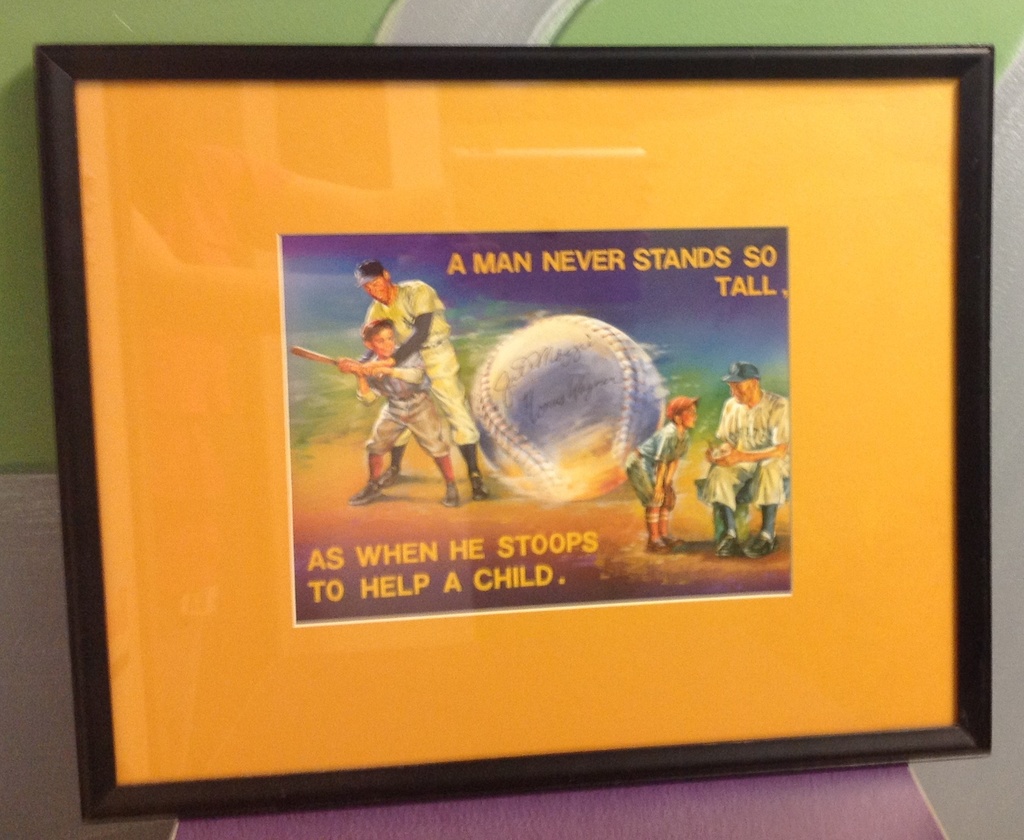 A MAN NEVER STANDS SO
TALL,
AS WHEN HE STOOPS
TO HELP A CHILD.